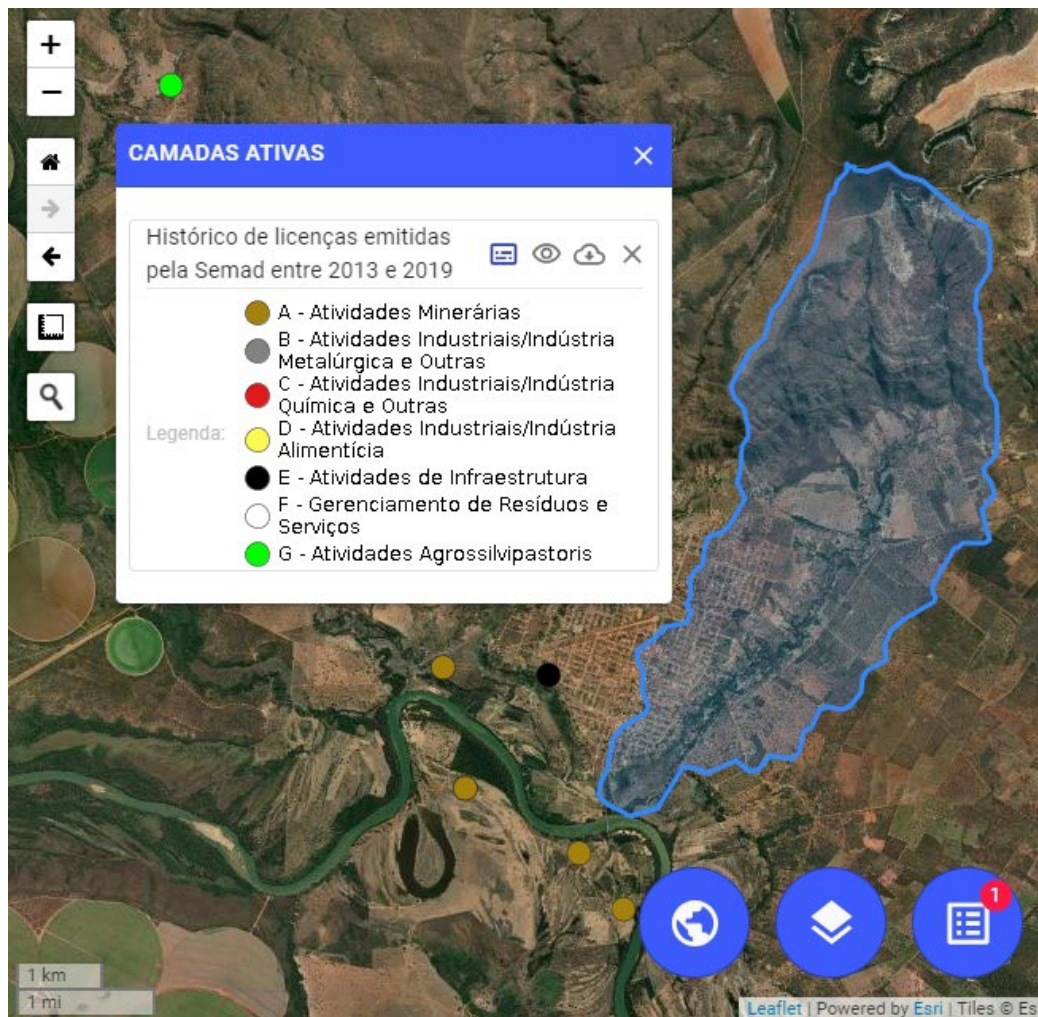 +
−
CAMADAS ATIVAS
Histórico de licenças emitidas
pela Semad entre 2013 e 2019
Legenda:
A - Atividades Minerárias
B - Atividades Industriais/Indústria
Metalúrgica e Outras
C - Atividades Industriais/Indústria
Química e Outras
D - Atividades Industriais/Indústria
Alimentícia
E - Atividades de Infraestrutura
F - Gerenciamento de Resíduos e
Serviços
G - Atividades Agrossilvipastoris
1
1 km
1 mi
Leaflet | Powered by Esri | Tiles © Es